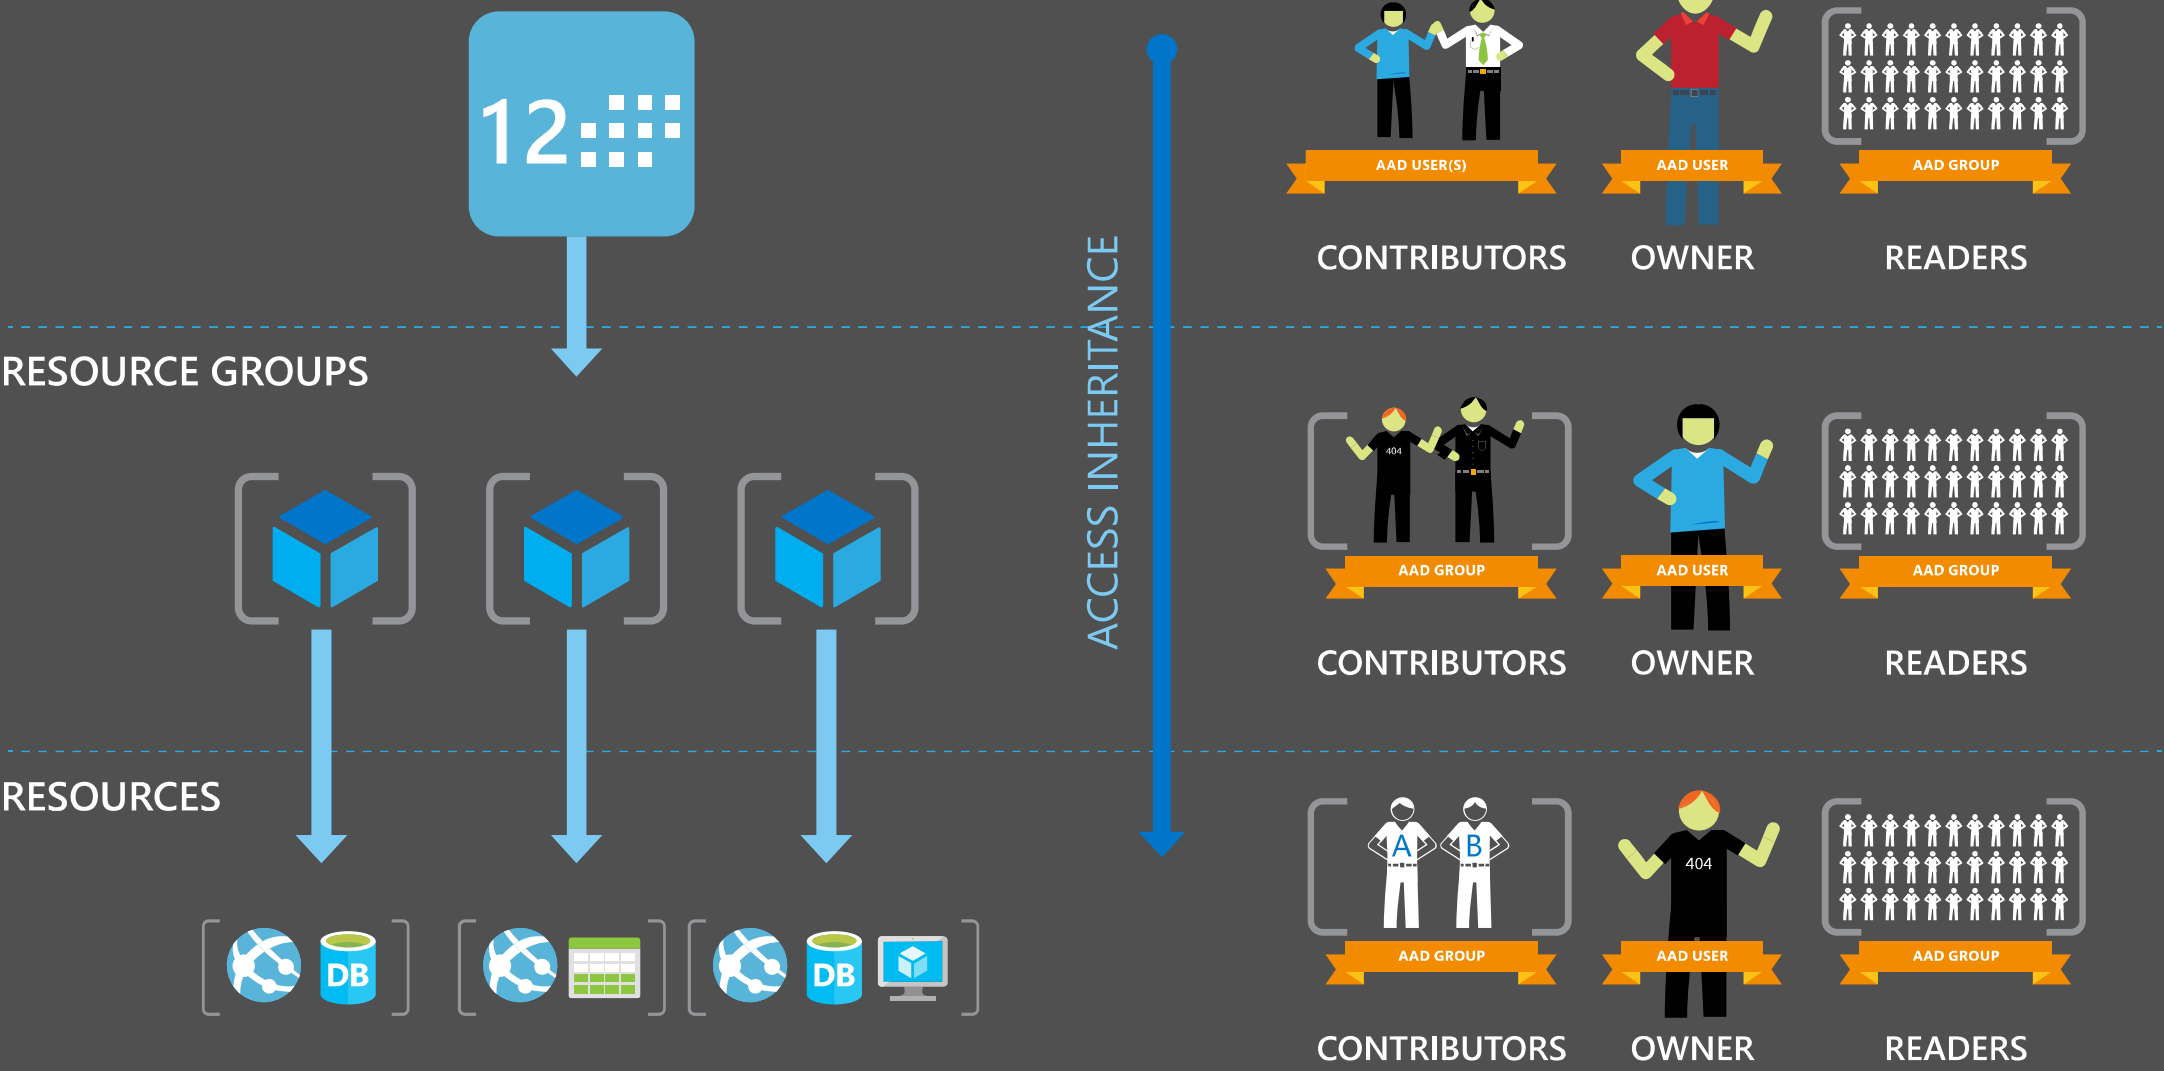 12
AAD USER(S)
AAD USER
AAD GROUP
CONTRIBUTORS
OWNER
READERS
ACCESS INHERITANCE
RESOURCE GROUPS
404
AAD GROUP
AAD USER
AAD GROUP
CONTRIBUTORS
OWNER
READERS
RESOURCES
A
B
404
DB
DB
AAD GROUP
AAD USER
AAD GROUP
CONTRIBUTORS
OWNER
READERS